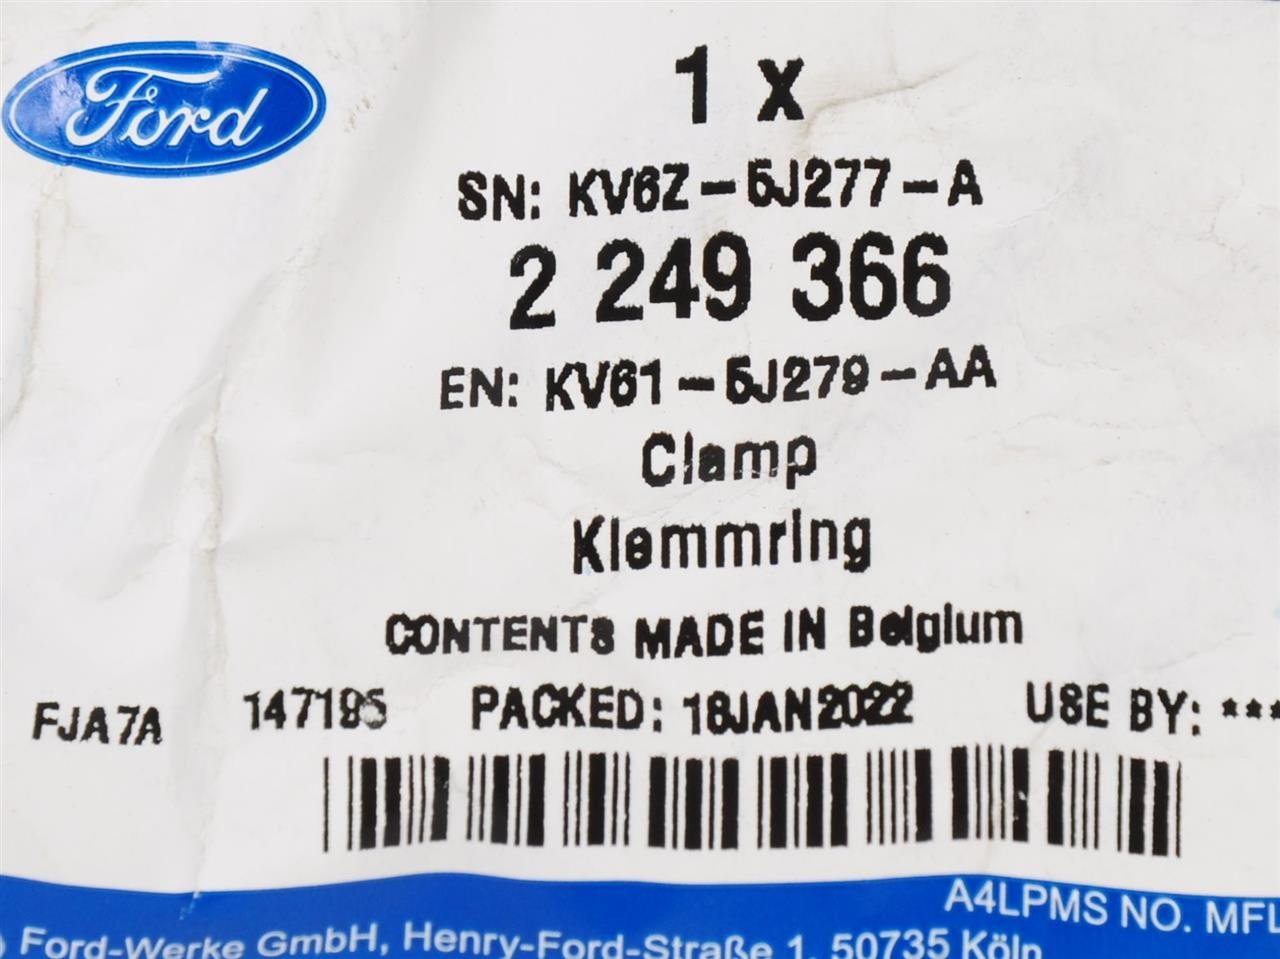 Ford
1 x
SN: KV6Z-5J277-A
2 249 366
EN: KV61-5J279-AA
Clamp
Klemmring
CONTENTS MADE IN Belgium
FJA7A 147195 PACKED: 18JAN2022 USE BY: ***
A4LPMS NO. MFL
Ford-Werke GmbH, Henry-Ford-Straße 1, 50735 Köln